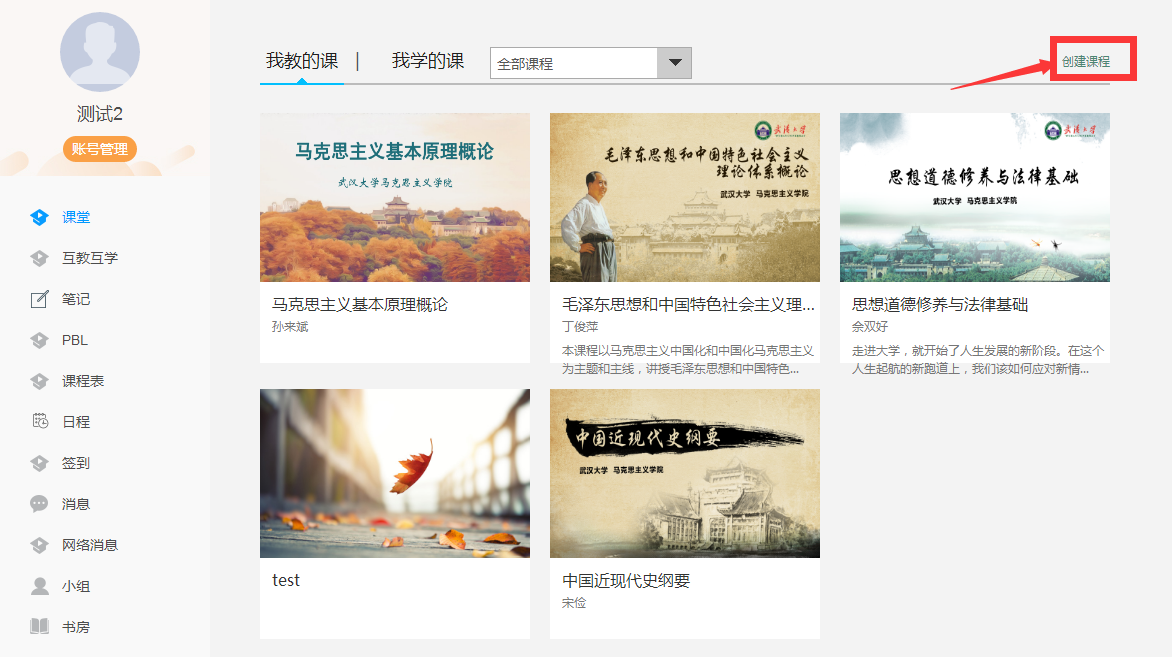 测试2
账号管理
课堂
互教互学
笔记
PBL
课程表
日程
签到
消息
网络消息
小组
书房
我教的课 | 我学的课
全部课程
创建课程
马克思主义基本原理概论
武汉大学马克思主义学院
马克思主义基本原理概论
孙来斌
武汉大学
毛泽东思想和中国特色社会主义
理论体系概论
武汉大学 马克思主义学院
毛泽东思想和中国特色社会主义理...
丁俊萍
本课程以马克思主义中国化和中国化马克思主义
为主题和主线，讲授毛泽东思想和中国特色...
武汉大学
思想道德修养与法律基础
武汉大学 马克思主义学院
思想道德修养与法律基础
佘双好
走进大学，就开始了人生发展的新阶段。在这个
人生起航的新跑道上，我们该如何应对新情...
test
中国近现代史纲要
武汉大学 马克思主义学院
中国近现代史纲要
宋俭